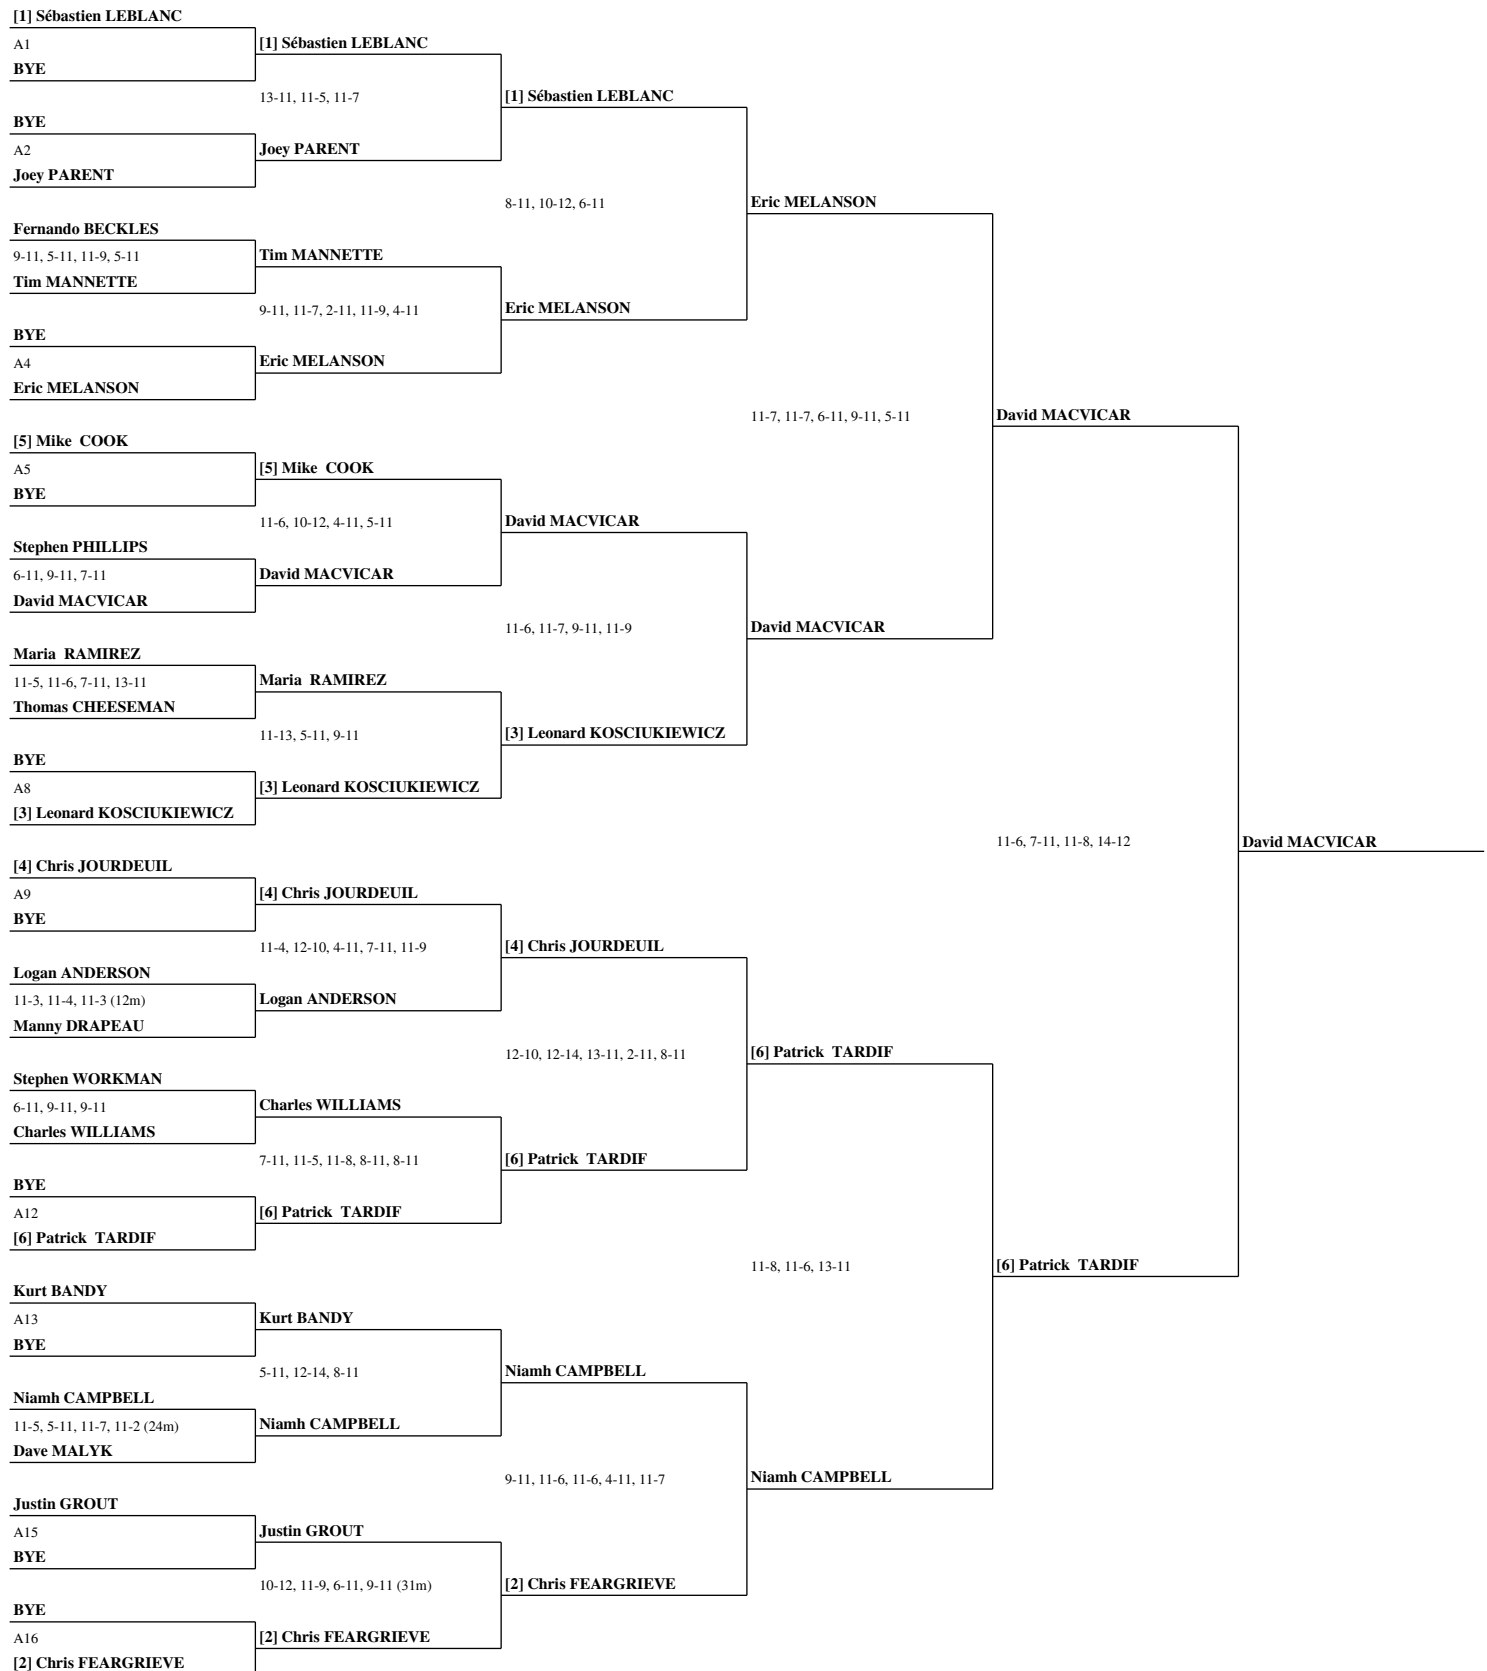 [1] Sébastien LEBLANC
A1
[1] Sébastien LEBLANC
BYE
13-11, 11-5, 11-7
[1] Sébastien LEBLANC
BYE
A2
Joey PARENT
Joey PARENT
8-11, 10-12, 6-11
Eric MELANSON
Fernando BECKLES
9-11, 5-11, 11-9, 5-11
Tim MANNETTE
Tim MANNETTE
9-11, 11-7, 2-11, 11-9, 4-11
Eric MELANSON
BYE
A4
Eric MELANSON
Eric MELANSON
11-7, 11-7, 6-11, 9-11, 5-11
David MACVICAR
[5] Mike COOK
A5
[5] Mike COOK
BYE
11-6, 10-12, 4-11, 5-11
David MACVICAR
Stephen PHILLIPS
6-11, 9-11, 7-11
David MACVICAR
David MACVICAR
11-6, 11-7, 9-11, 11-9
David MACVICAR
Maria RAMIREZ
11-5, 11-6, 7-11, 13-11
Maria RAMIREZ
Thomas CHEESEMAN
11-13, 5-11, 9-11
[3] Leonard KOSCIUKIEWICZ
BYE
A8
[3] Leonard KOSCIUKIEWICZ
[3] Leonard KOSCIUKIEWICZ
11-6, 7-11, 11-8, 14-12
David MACVICAR
[4] Chris JOURDEUIL
A9
[4] Chris JOURDEUIL
BYE
11-4, 12-10, 4-11, 7-11, 11-9
[4] Chris JOURDEUIL
Logan ANDERSON
11-3, 11-4, 11-3 (12m)
Logan ANDERSON
Manny DRAPEAU
12-10, 12-14, 13-11, 2-11, 8-11
[6] Patrick TARDIF
Stephen WORKMAN
6-11, 9-11, 9-11
Charles WILLIAMS
Charles WILLIAMS
7-11, 11-5, 11-8, 8-11, 8-11
[6] Patrick TARDIF
BYE
A12
[6] Patrick TARDIF
[6] Patrick TARDIF
11-8, 11-6, 13-11
[6] Patrick TARDIF
Kurt BANDY
A13
Kurt BANDY
BYE
5-11, 12-14, 8-11
Niamh CAMPBELL
Niamh CAMPBELL
11-5, 5-11, 11-7, 11-2 (24m)
Niamh CAMPBELL
Dave MALYK
9-11, 11-6, 11-6, 4-11, 11-7
Niamh CAMPBELL
Justin GROUT
A15
Justin GROUT
BYE
10-12, 11-9, 6-11, 9-11 (31m)
[2] Chris FEARGRIEVE
BYE
A16
[2] Chris FEARGRIEVE
[2] Chris FEARGRIEVE